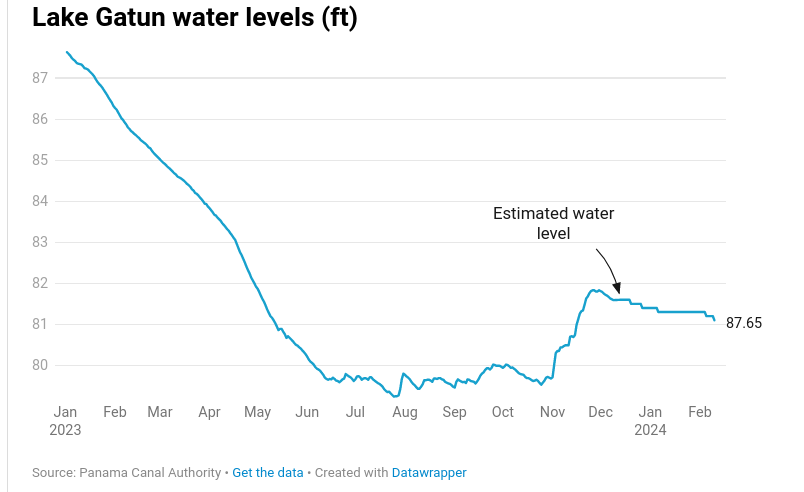 Lake Gatun water levels (ft)
87
86
85
84
83
82
81
80
Estimated water
level
87.65
Jan Feb Mar Apr May Jun Jul Aug Sep Oct Nov Dec Jan Feb
2023 2024
Source: Panama Canal Authority • Get the data • Created with Datawrapper